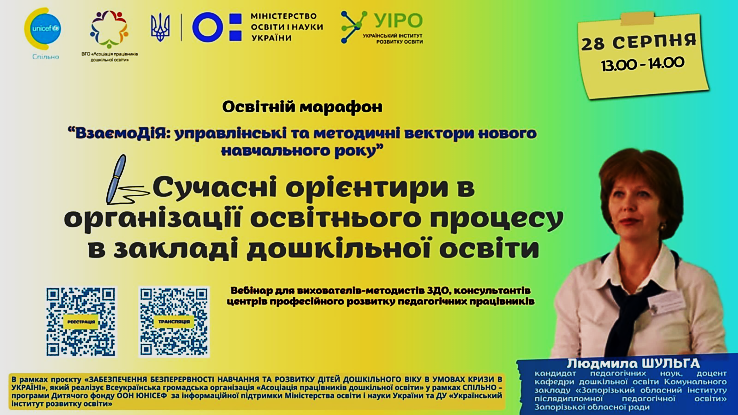 unicef
Спільна
ВГО «Асоціація працівників
дошкільної освіти»
МІНІСТЕРСТВО
ОСВІТИ І НАУКИ
УКРАЇНИ
УІРО
УКРАЇНСЬКИЙ ІНСТИТУТ
РОЗВИТКУ ОСВІТИ
28 СЕРПНЯ
13.00 - 14.00
Освітній марафон
“ВзаємоДіЯ: управлінські та методичні вектори нового
навчального року”
Сучасні орієнтири в
організації освітнього процесу
в закладі дошкільної освіти
Вебінар для вихователів-методистів ЗДО, консультантів
центрів професійного розвитку педагогічних працівників
РЕЄСТРАЦІЯ
ТРАНСЛЯЦІЯ
Людмила ШУЛЬГА
кандидат педагогічних наук, доцент
кафедри дошкільної освіти Комунального
закладу «Запорізький обласний інститут
післядипломної педагогічної освіти»
Запорізької обласної ради
В рамках проєкту «ЗАБЕЗПЕЧЕННЯ БЕЗПЕРЕРВНОСТІ НАВЧАННЯ ТА РОЗВИТКУ ДІТЕЙ ДОШКІЛЬНОГО ВІКУ В УМОВАХ КРИЗИ В
УКРАЇНІ», який реалізує Всеукраїнська громадська організація «Асоціація працівників дошкільної освіти» у рамках СПІЛЬНО –
програми Дитячого фонду ООН ЮНІСЕФ за інформаційної підтримки Міністерства освіти і науки України та ДУ «Український
інститут розвитку освіти»